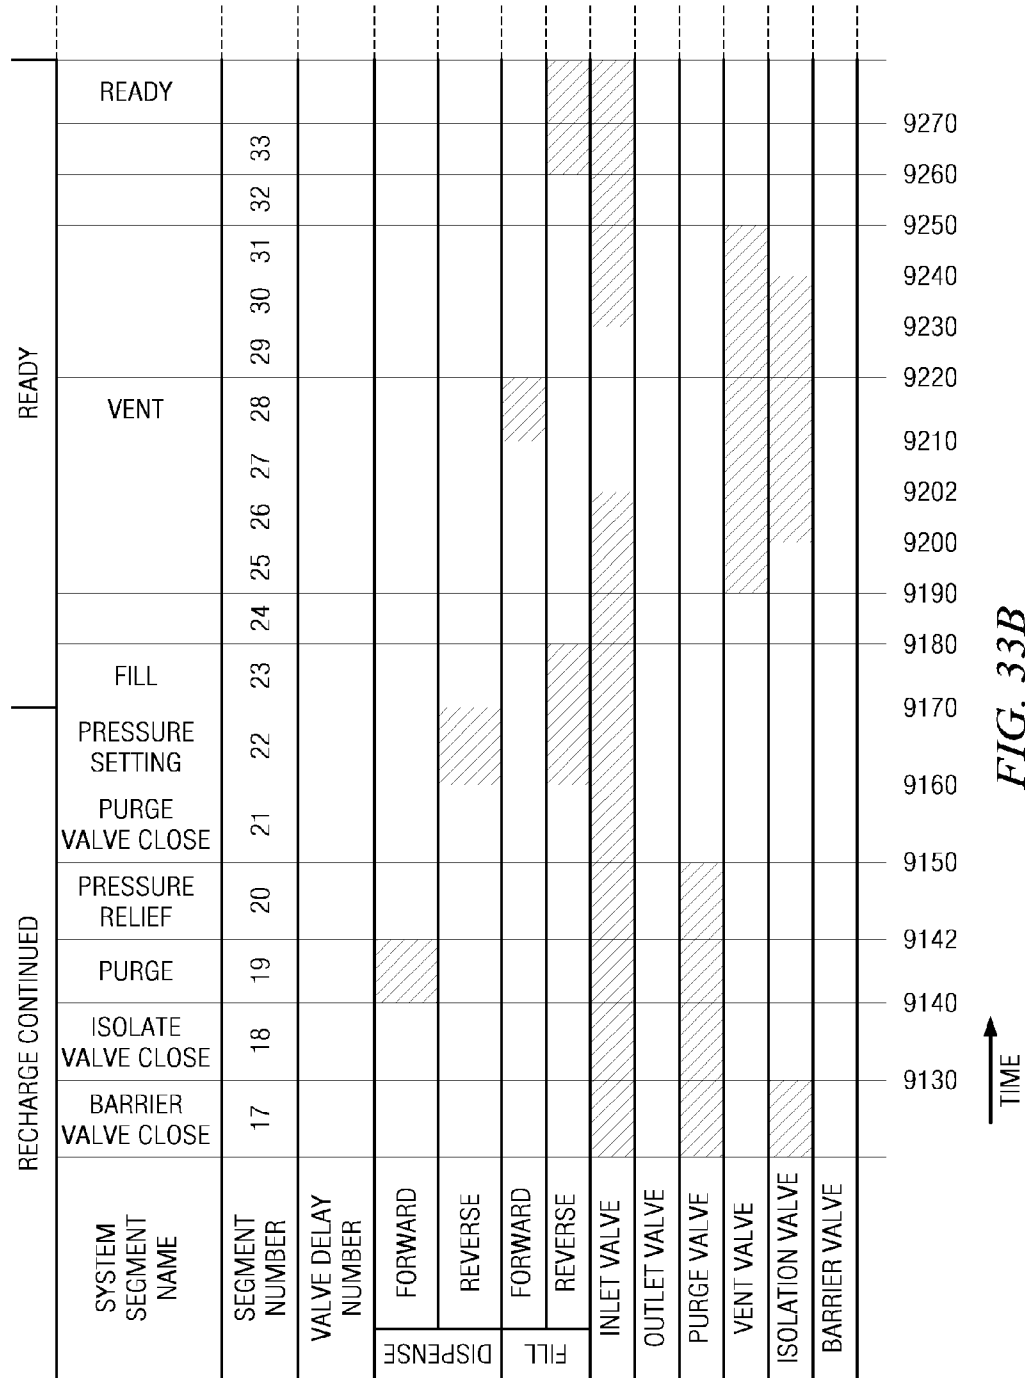 RECHARGE CONTINUED
READY
SYSTEM
SEGMENT
NAME
BARRIER
VALVE CLOSE
ISOLATE
VALVE CLOSE
PURGE
PRESSURE
RELIEF
PURGE
VALVE CLOSE
PRESSURE
SETTING
FILL
VENT
READY
SEGMENT
NUMBER
17
18
19
20
21
22
23
24
25
26
27
28
29
30
31
32
33
VALVE DELAY
NUMBER
DISPENSE
FORWARD
REVERSE
FILL
FORWARD
REVERSE
INLET VALVE
OUTLET VALVE
PURGE VALVE
VENT VALVE
ISOLATION VALVE
BARRIER VALVE
9130
9140
9142
9150
9160
9170
9180
9190
9200
9202
9210
9220
9230
9240
9250
9260
9270
TIME
FIG. 33B